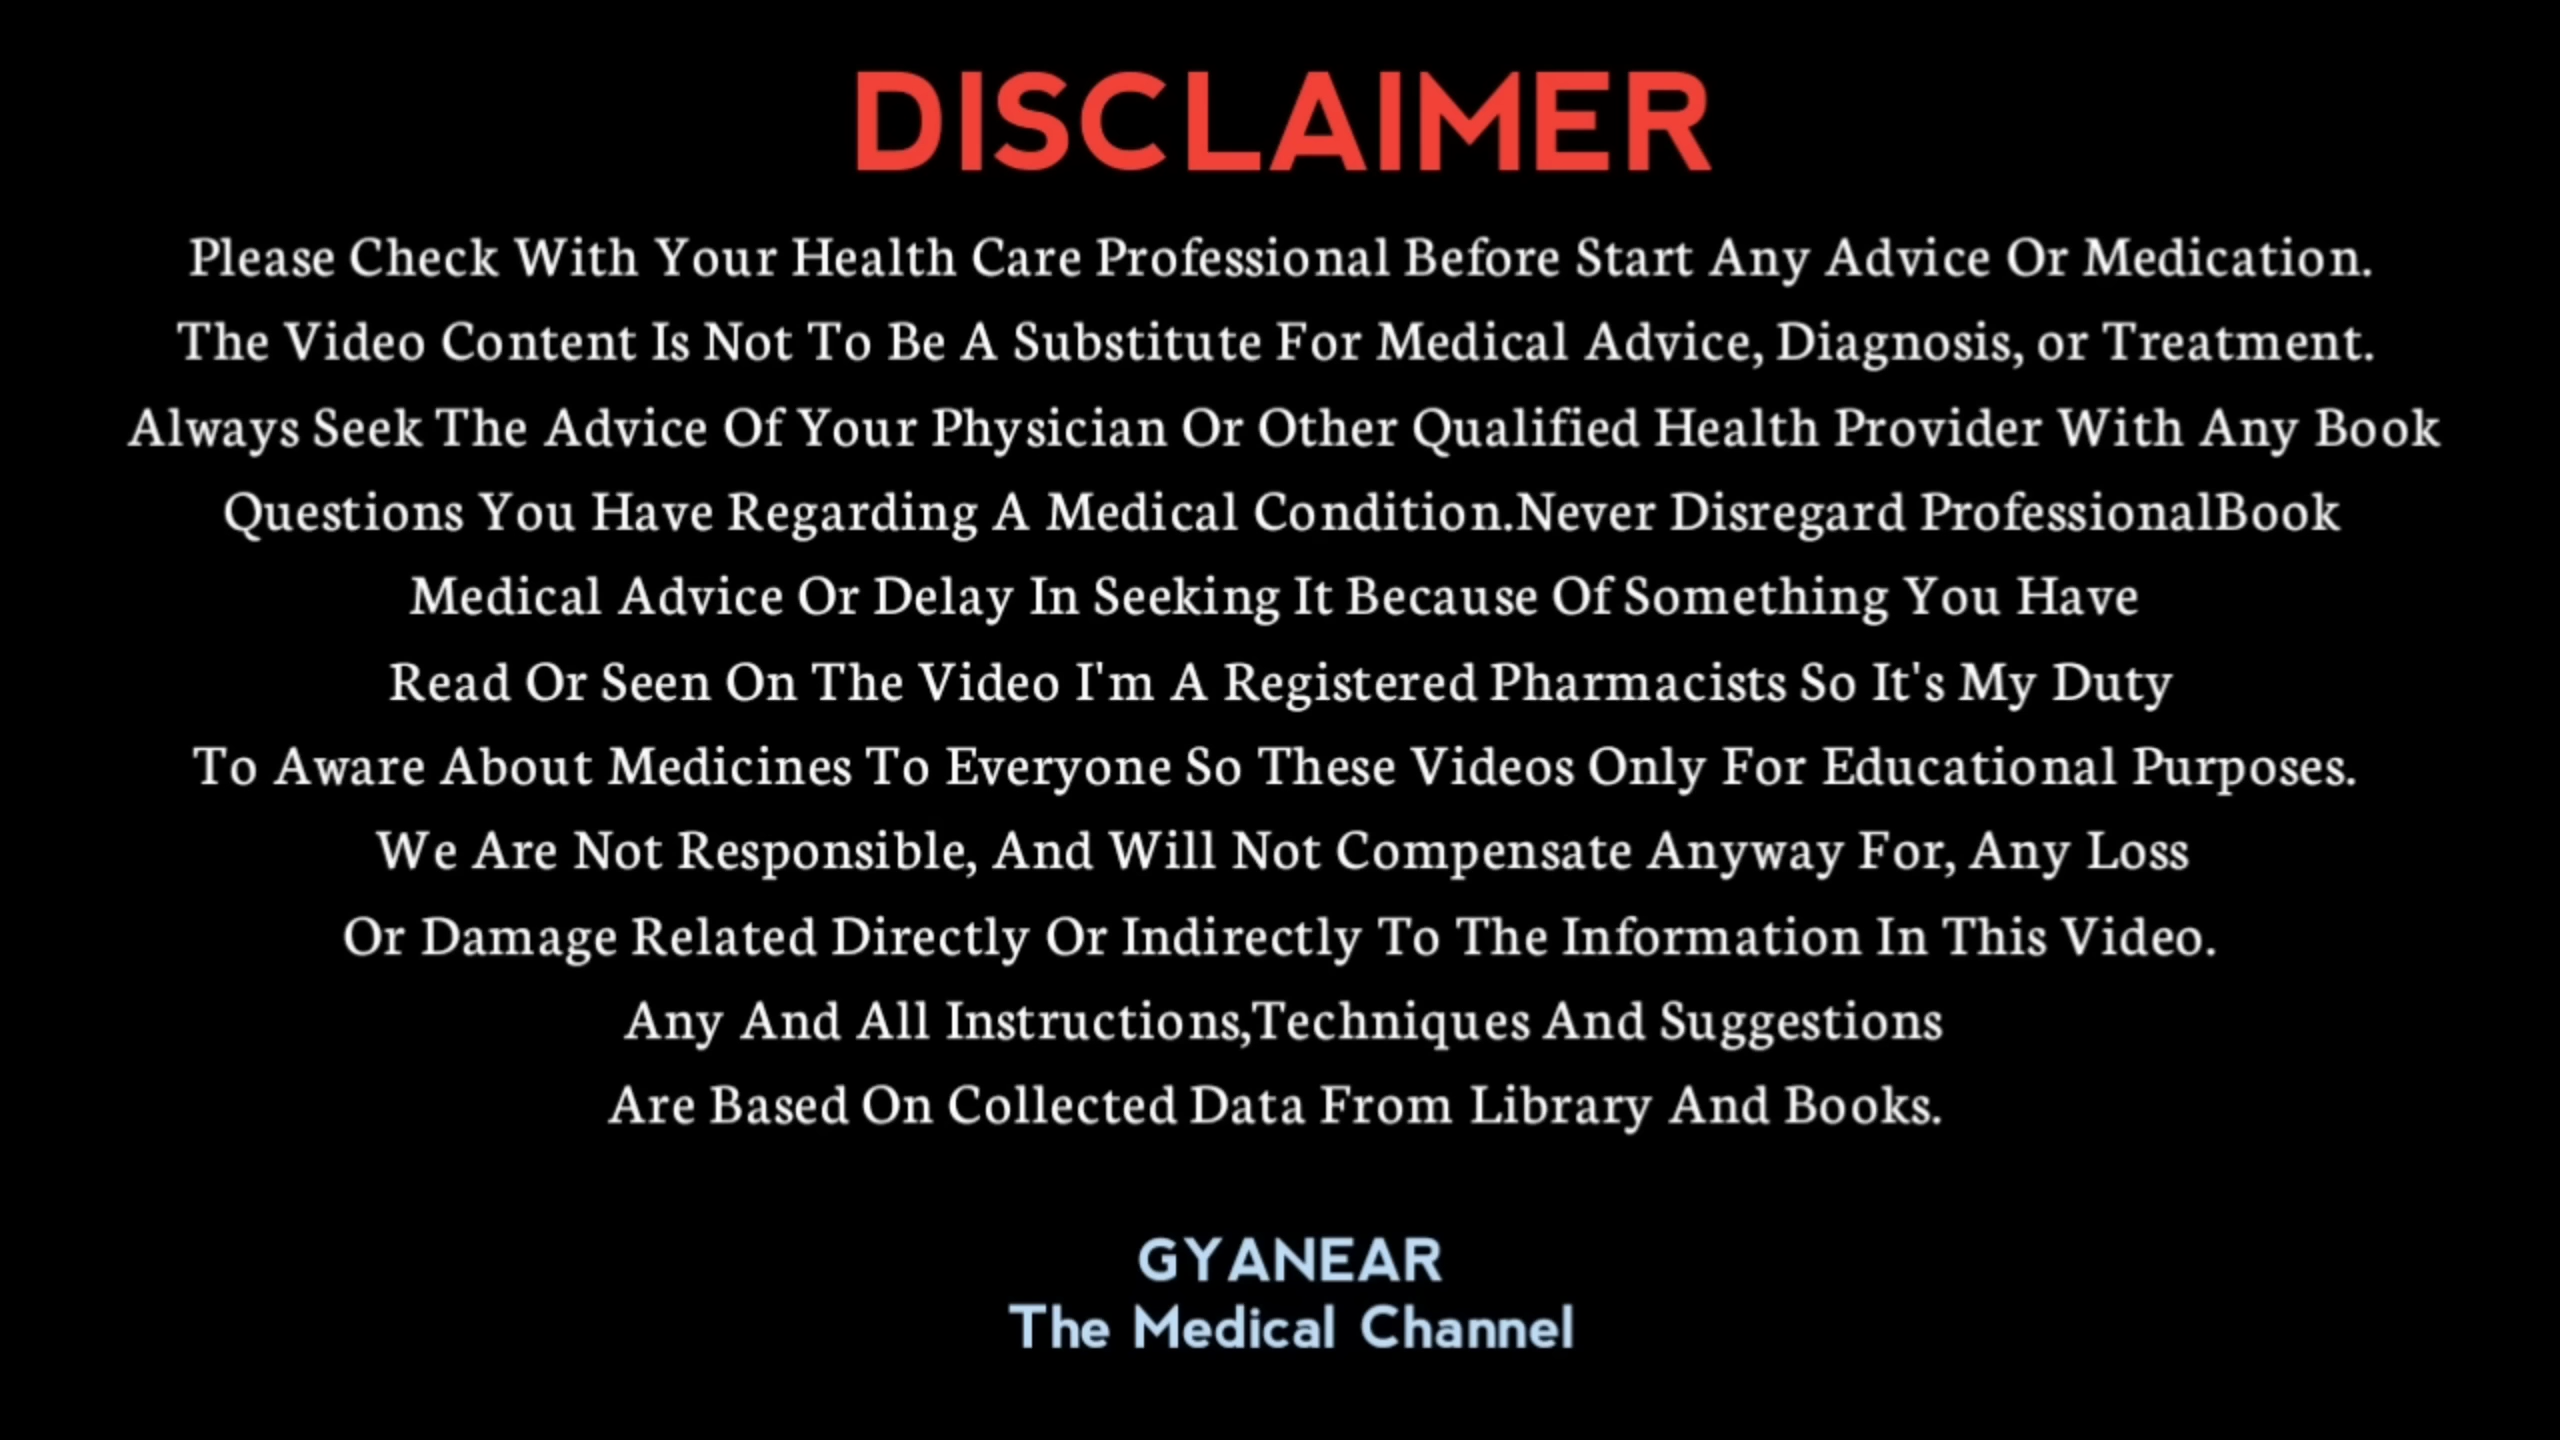 DISCLAIMER
Please Check With Your Health Care Professional Before Start Any Advice Or Medication.
The Video Content Is Not To Be A Substitute For Medical Advice, Diagnosis, or Treatment.
Always Seek The Advice Of Your Physician Or Other Qualified Health Provider With Any Book
Questions You Have Regarding A Medical Condition.Never Disregard ProfessionalBook
Medical Advice Or Delay In Seeking It Because Of Something You Have
Read Or Seen On The Video I'm A Registered Pharmacists So It's My Duty
To Aware About Medicines To Everyone So These Videos Only For Educational Purposes.
We Are Not Responsible, And Will Not Compensate Anyway For, Any Loss
Or Damage Related Directly Or Indirectly To The Information In This Video.
Any And All Instructions,Techniques And Suggestions
Are Based On Collected Data From Library And Books.
GYANEAR
The Medical Channel